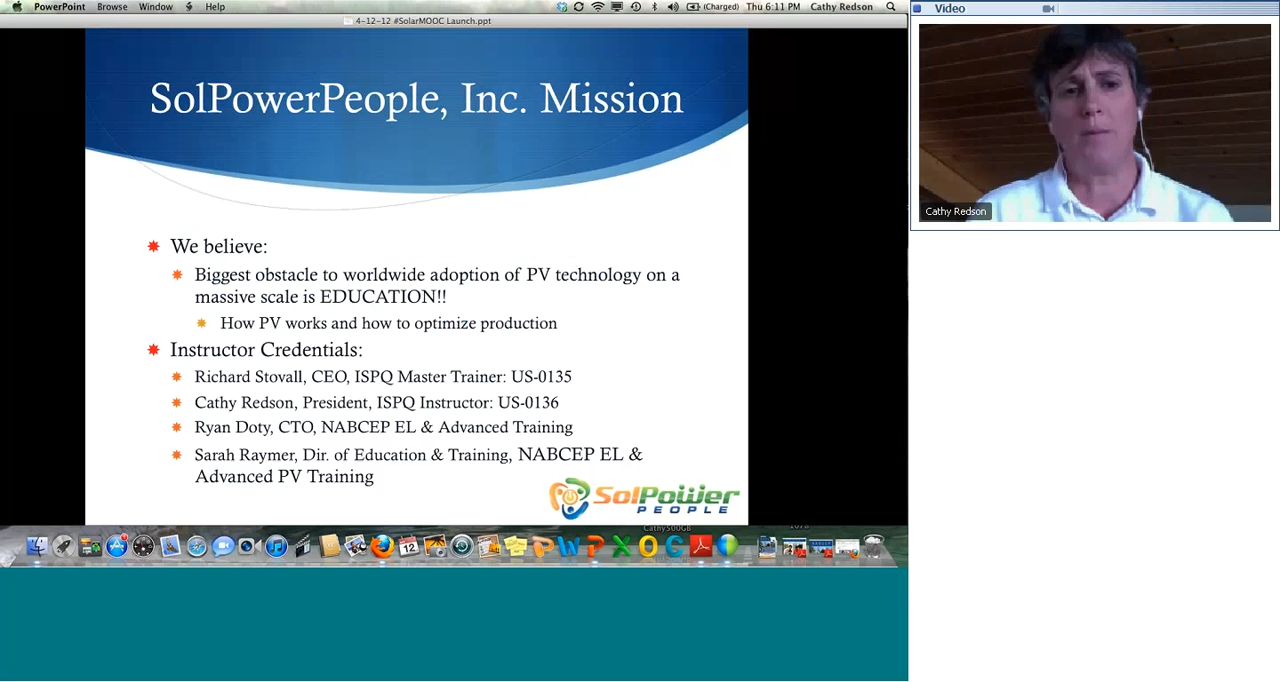 PowerPoint Browse Window Help (Charged) Thu 6:11 PM Cathy Redson
4-12-12 #SolarMOOC Launch.ppt
Video
SolPowerPeople, Inc. Mission
We believe:
Biggest obstacle to worldwide adoption of PV technology on a
massive scale is EDUCATION!!
How PV works and how to optimize production
Instructor Credentials:
Richard Stovall, CEO, ISPQ Master Trainer: US-0135
Cathy Redson, President, ISPQ Instructor: US-0136
Ryan Doty, CTO, NABCEP EL & Advanced Training
Sarah Raymer, Dir. of Education & Training, NABCEP EL &
Advanced PV Training
SolPower
PEOPLE
Cathy Redson
Cathy500GB
12